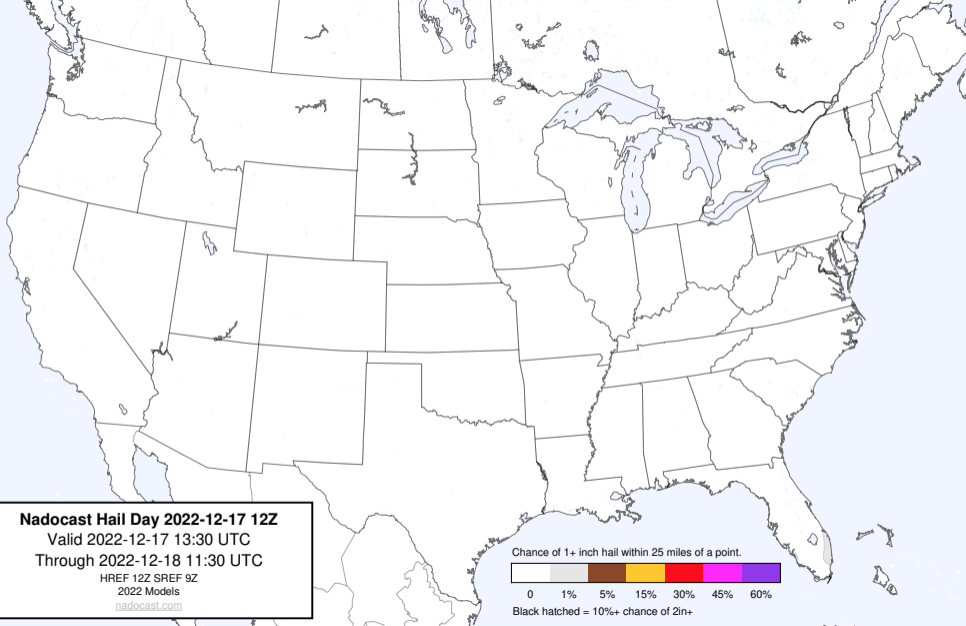 Nadocast Hail Day 2022-12-17 12Z
Valid 2022-12-17 13:30 UTC
Through 2022-12-18 11:30 UTC
HREF 12Z SREF 9Z
2022 Models
nadocast.com
Chance of 1+ inch hail within 25 miles of a point.
0 1% 5% 15% 30% 45% 60%
Black hatched = 10%+ chance of 2in+